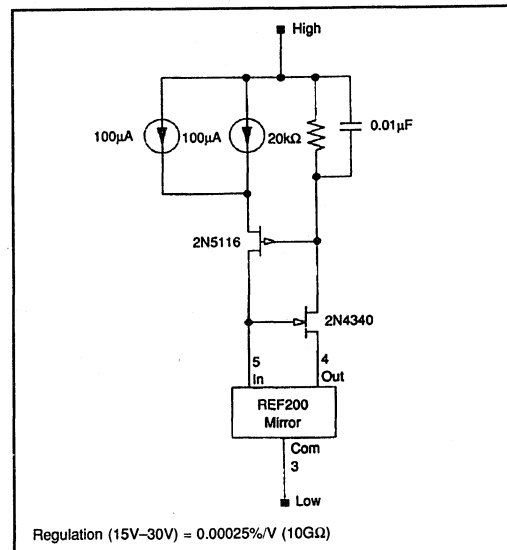 High
100μA
100μA
20kΩ
0.01μF
2N5116
2N4340
5
In
4
Out
REF200
Mirror
Com
3
Low
Regulation (15V–30V) = 0.00025%/V (10GΩ)